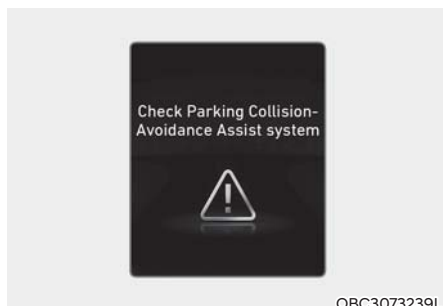 Check Parking Collision-
Avoidance Assist system
OBC3073239L